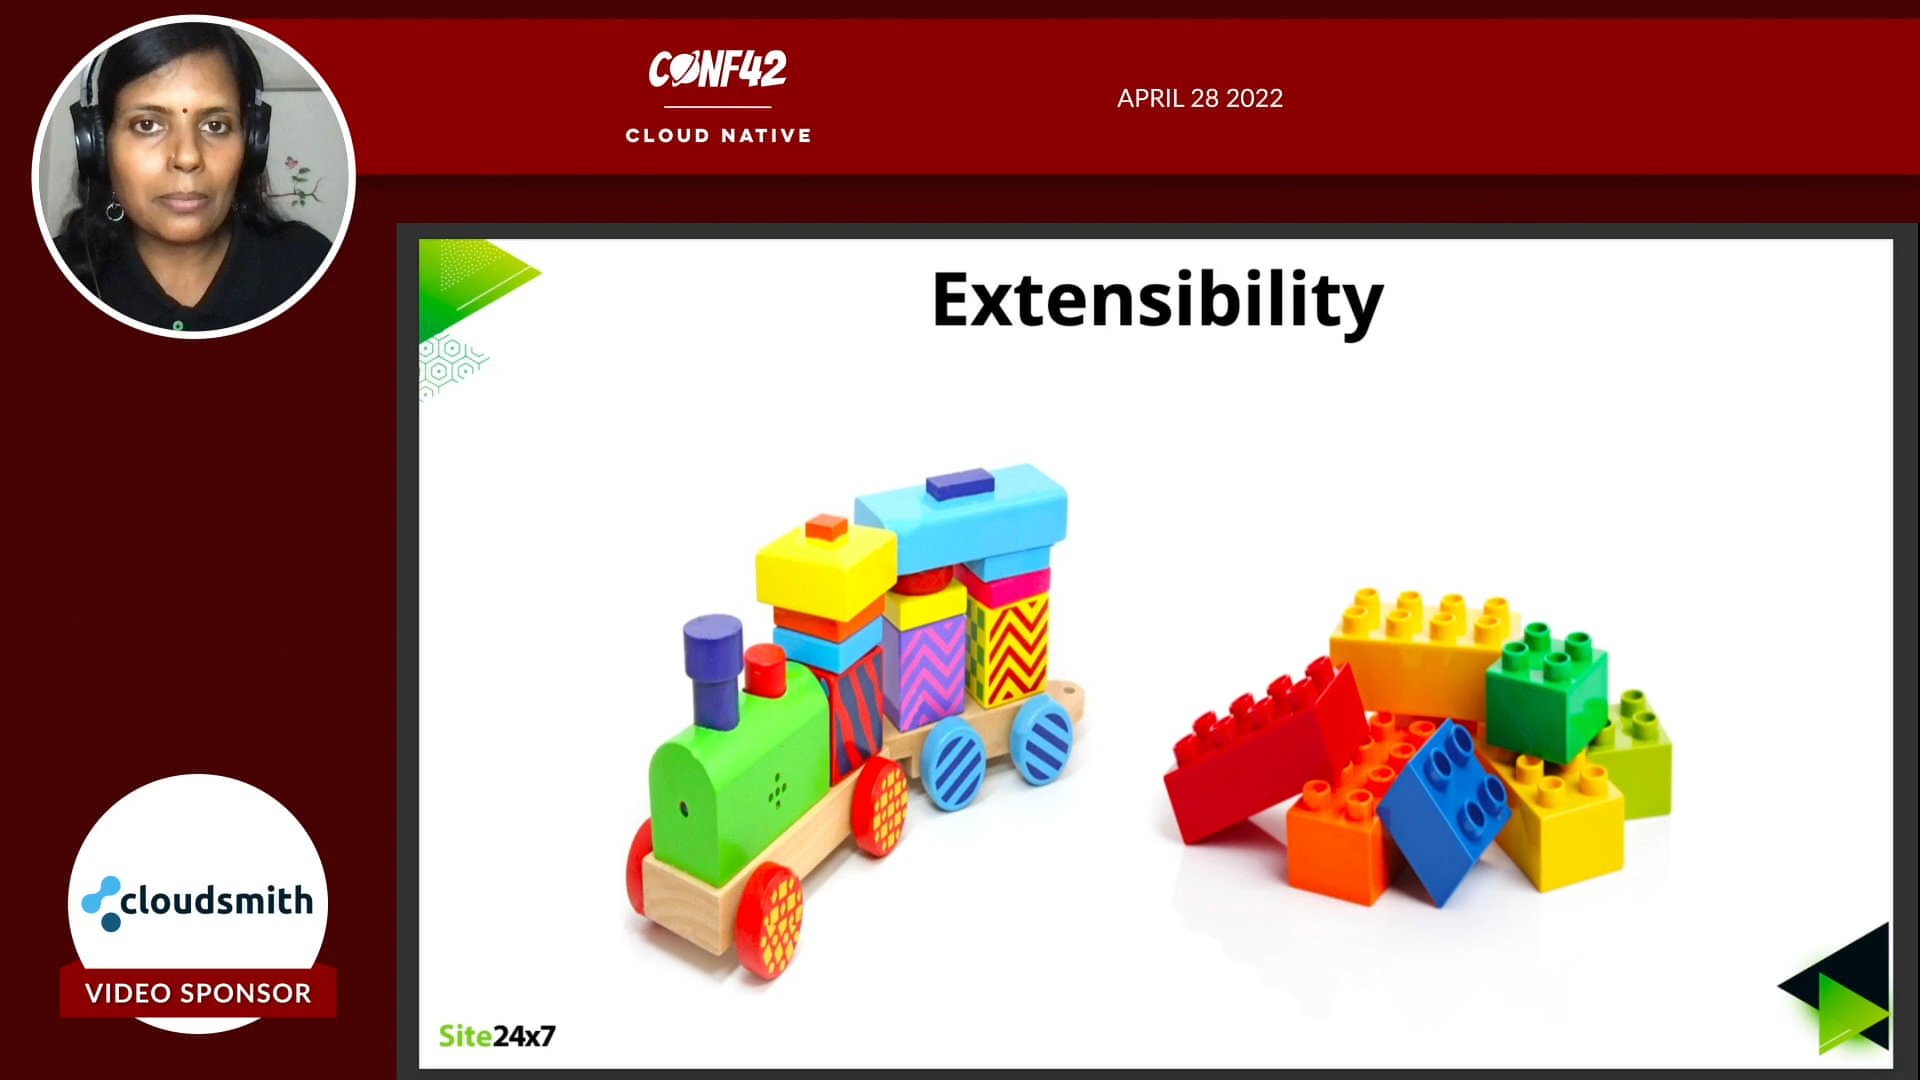 CONF42
CLOUD NATIVE
APRIL 28 2022
Extensibility
cloudsmith
VIDEO SPONSOR
Site24x7